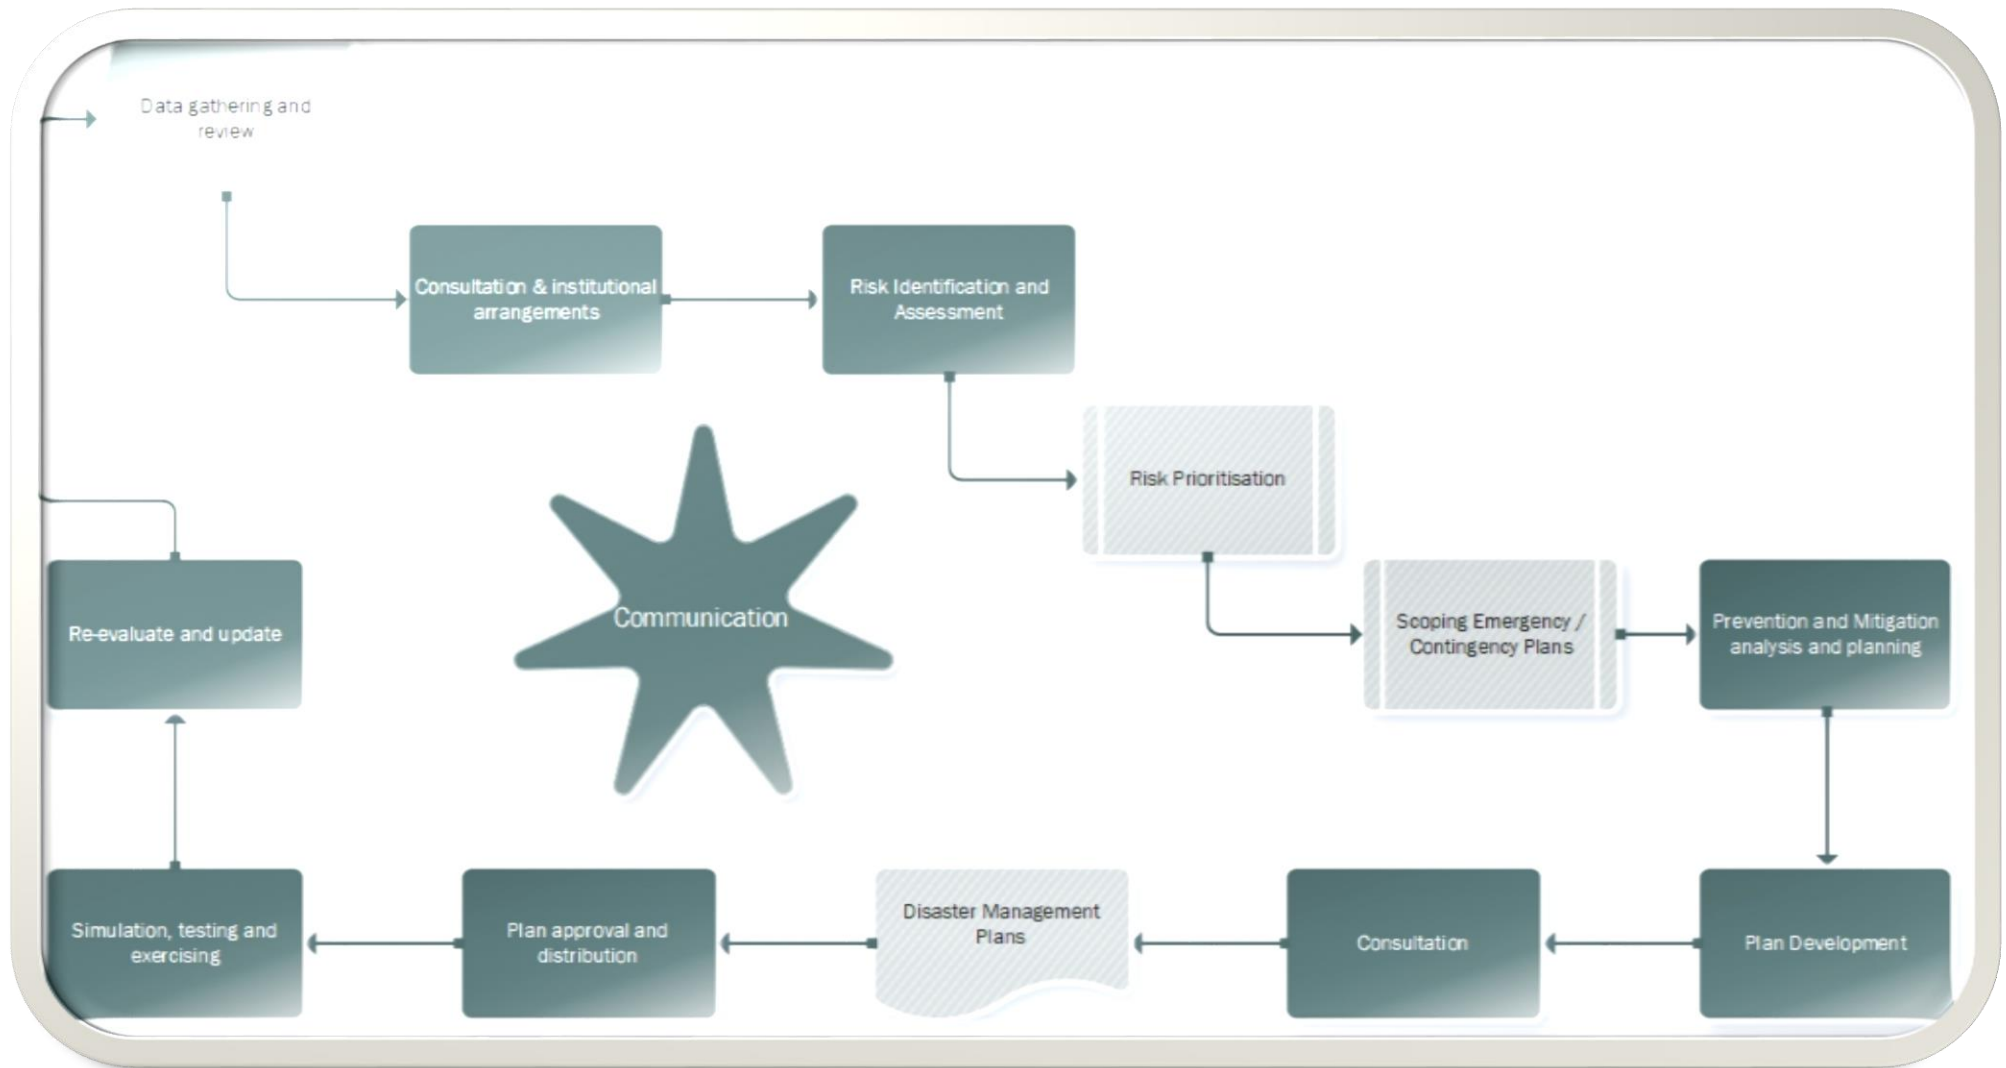 Data gathering and
review
Consultation & institutional
arrangements
Risk Identification and
Assessment
Risk Prioritisation
Scoping Emergency /
Contingency Plans
Prevention and Mitigation
analysis and planning
Communication
Re-evaluate and update
Simulation, testing and
exercising
Plan approval and
distribution
Disaster Management
Plans
Consultation
Plan Development